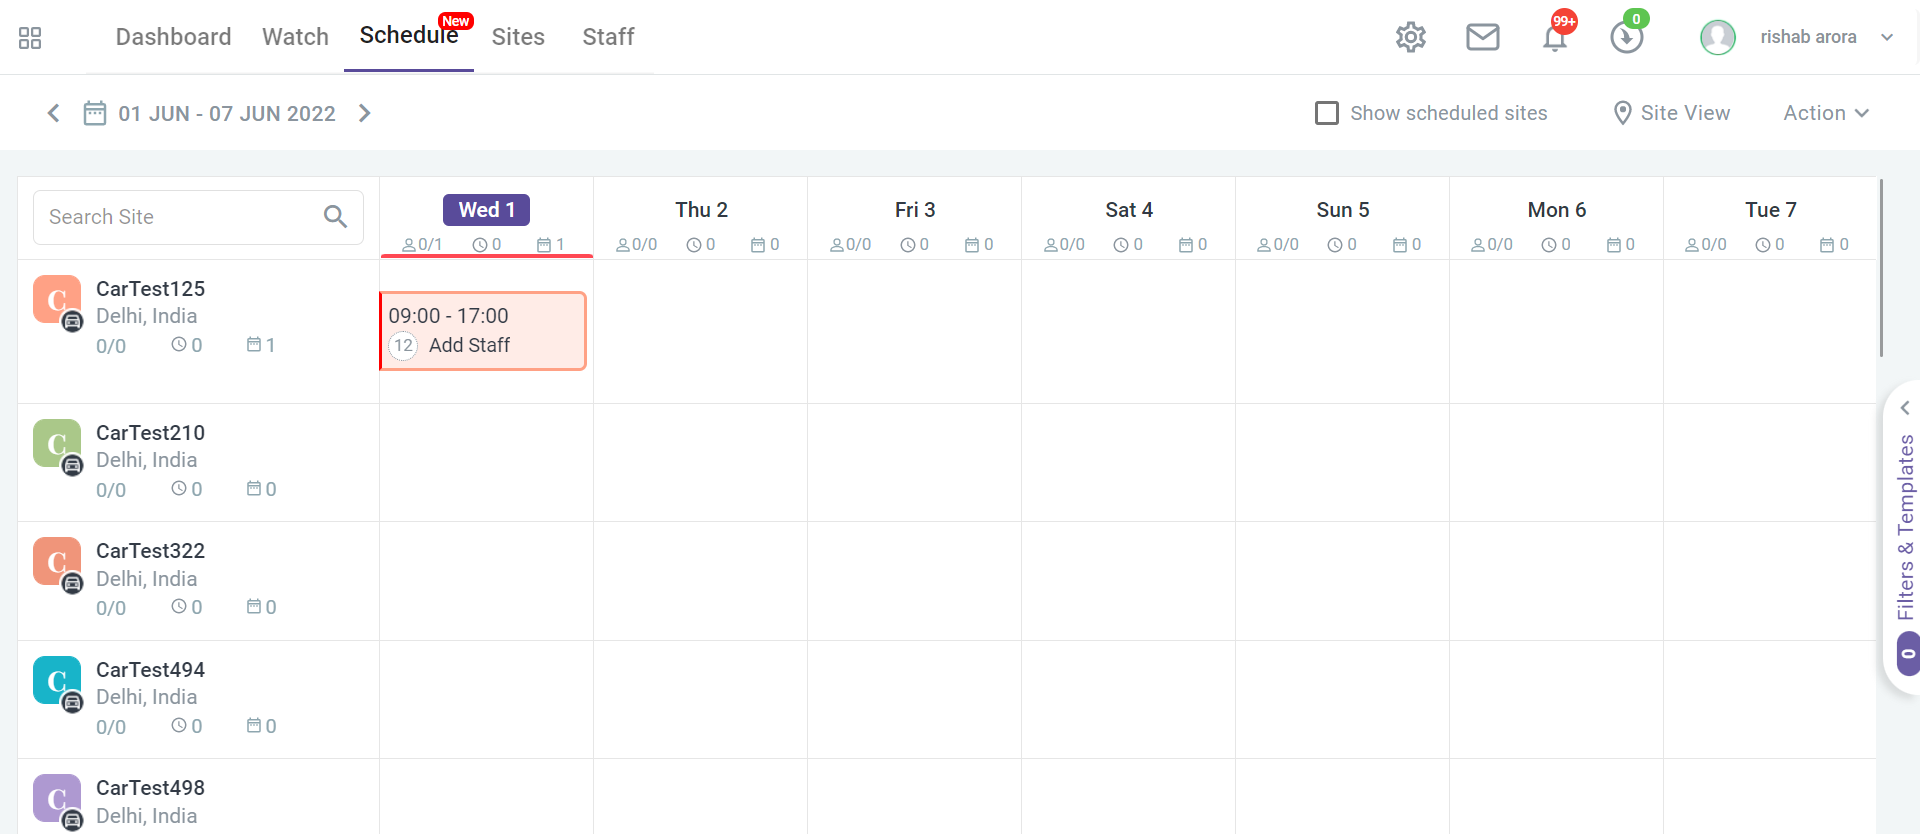 Dashboard Watch Schedule New Sites Staff 99+ 0 rishab arora
01 JUN - 07 JUN 2022 Show scheduled sites Site View Action
Search Site Wed 1 Thu 2 Fri 3 Sat 4 Sun 5 Mon 6 Tue 7
0/1 0 1 0/0 0 0 0/0 0 0 0/0 0 0 0/0 0 0 0/0 0 0 0/0 0 0
C CarTest125
Delhi, India
0/0 0 1
09:00 - 17:00
12 Add Staff
C CarTest210
Delhi, India
0/0 0 0
C CarTest322
Delhi, India
0/0 0 0
C CarTest494
Delhi, India
0/0 0 0
C CarTest498
Delhi, India
Filters & Templates
0